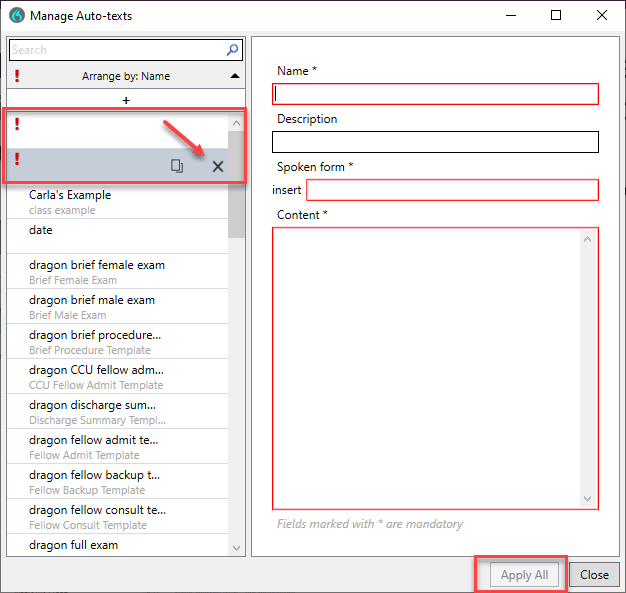 Manage Auto-texts
Search
! Arrange by: Name
+
!
!
Carla's Example
class example
date
dragon brief female exam
Brief Female Exam
dragon brief male exam
Brief Male Exam
dragon brief procedure...
Brief Procedure Template
dragon CCU fellow adm...
CCU Fellow Admit Template
dragon discharge sum...
Discharge Summary Templ...
dragon fellow admit te...
Fellow Admit Template
dragon fellow backup t...
Fellow Backup Template
dragon fellow consult te...
Fellow Consult Template
dragon full exam
Name *
Description
Spoken form *
insert
Content *
Fields marked with * are mandatory
Apply All
Close